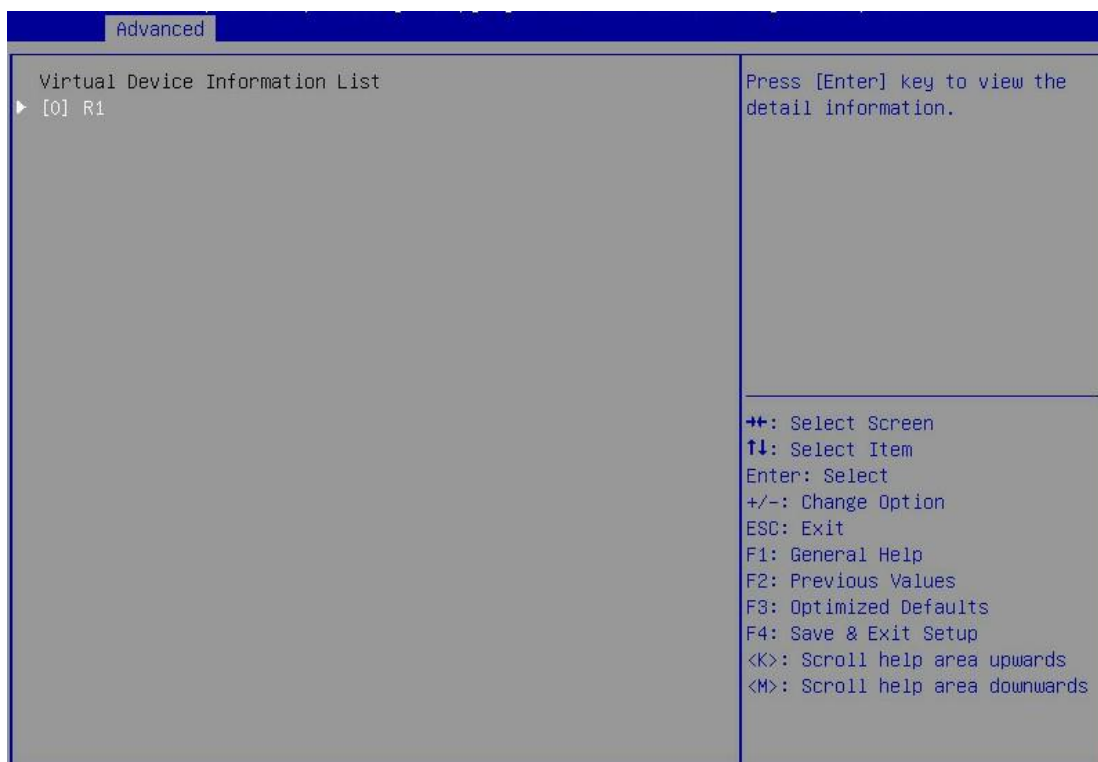 Advanced
Virtual Device Information List
[0] R1
Press [Enter] key to view the
detail information.
→←: Select Screen
↑↓: Select Item
Enter: Select
+/-: Change Option
ESC: Exit
F1: General Help
F2: Previous Values
F3: Optimized Defaults
F4: Save & Exit Setup
<K>: Scroll help area upwards
<M>: Scroll help area downwards